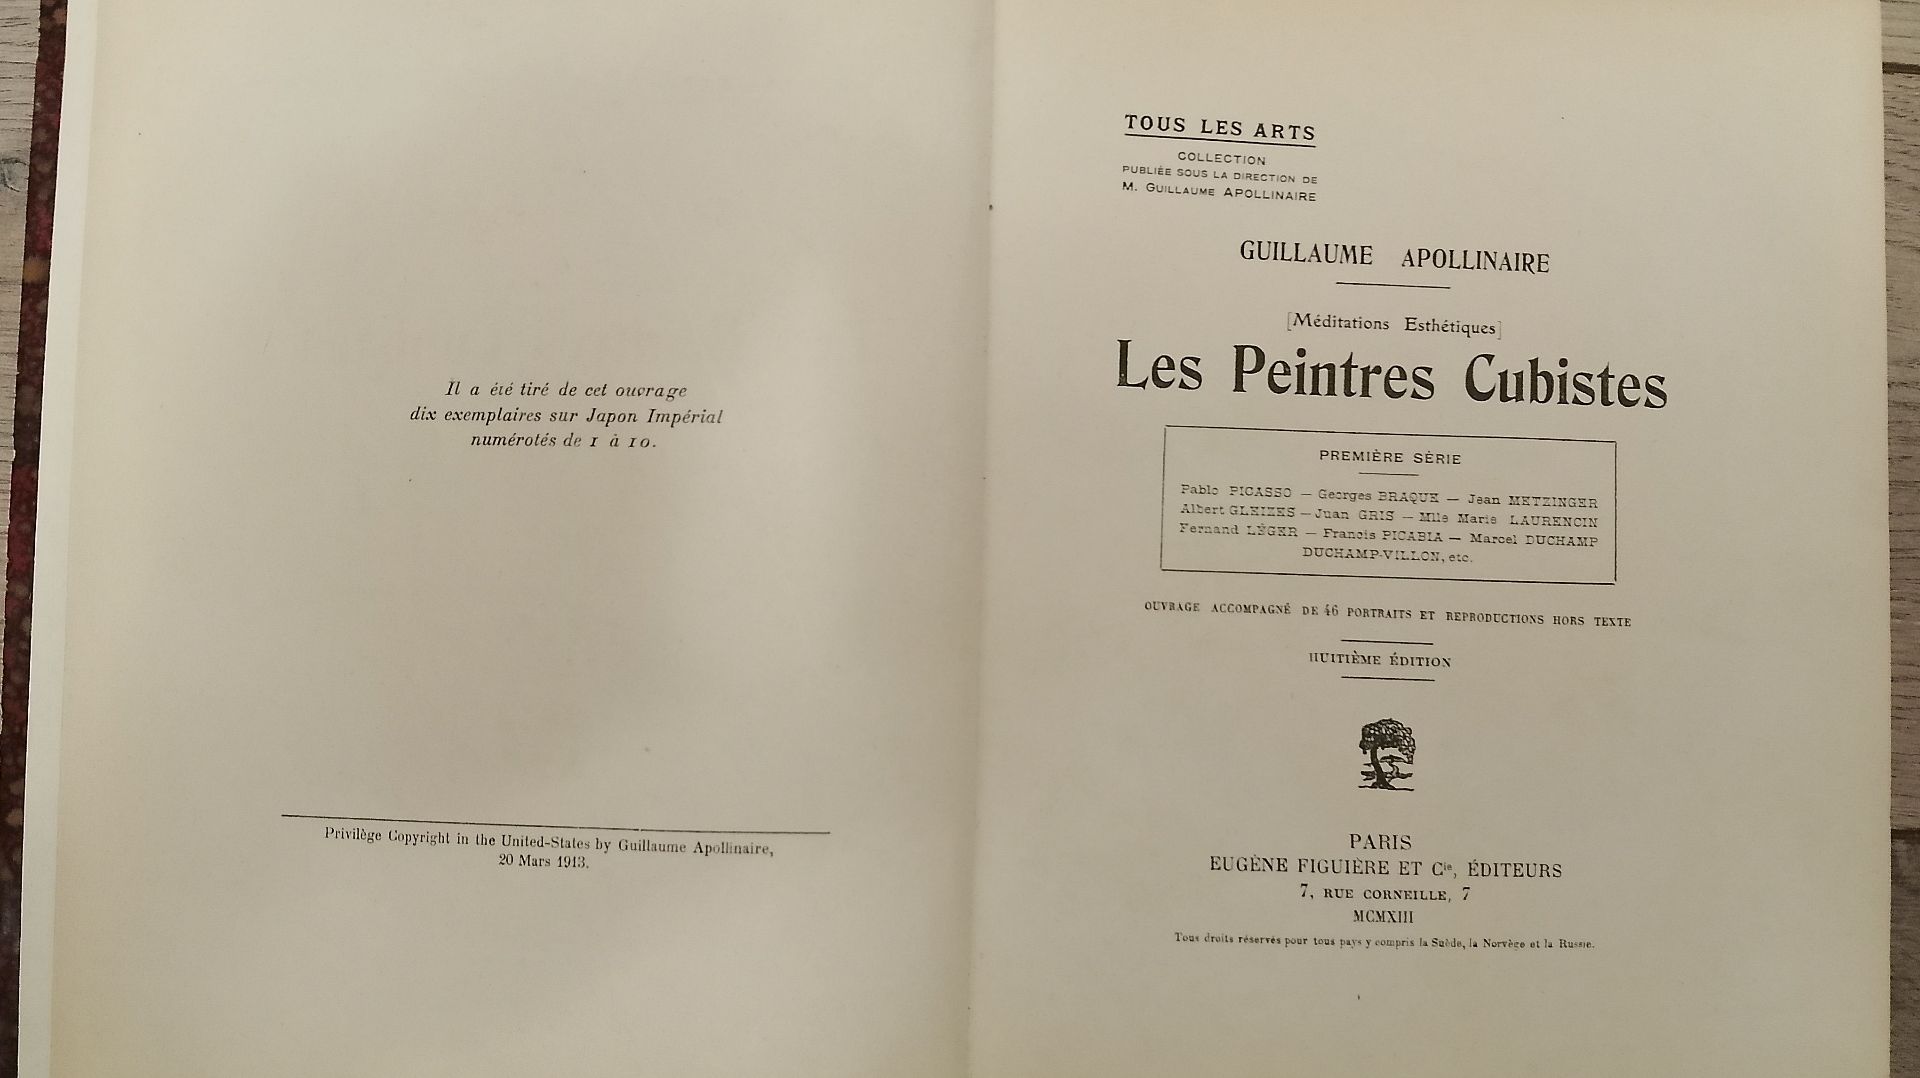 Il a été tiré de cet ouvrage
dix exemplaires sur Japon Impérial
numérotés de 1 à 10.
Privilège Copyright in the United-States by Guillaume Apollinaire,
20 Mars 1913.
TOUS LES ARTS
COLLECTION
PUBLIÉE SOUS LA DIRECTION DE
M. GUILLAUME APOLLINAIRE
GUILLAUME APOLLINAIRE
[Méditations Esthétiques]
Les Peintres Cubistes
PREMIÈRE SÉRIE
Pablo PICASSO — Georges BRAQUE — Jean METZINGER
Albert GLEIZES — Juan GRIS — Mlle Marie LAURENCIN
Fernand LÉGER — Francis PICABIA — Marcel DUCHAMP
DUCHAMP-VILLON, etc.
OUVRAGE ACCOMPAGNÉ DE 46 PORTRAITS ET REPRODUCTIONS HORS TEXTE
HUITIÈME ÉDITION
PARIS
EUGÈNE FIGUIÈRE ET Cie, ÉDITEURS
7, RUE CORNEILLE, 7
MCMXIII
Tous droits réservés pour tous pays y compris la Suède, la Norvège et la Russie.